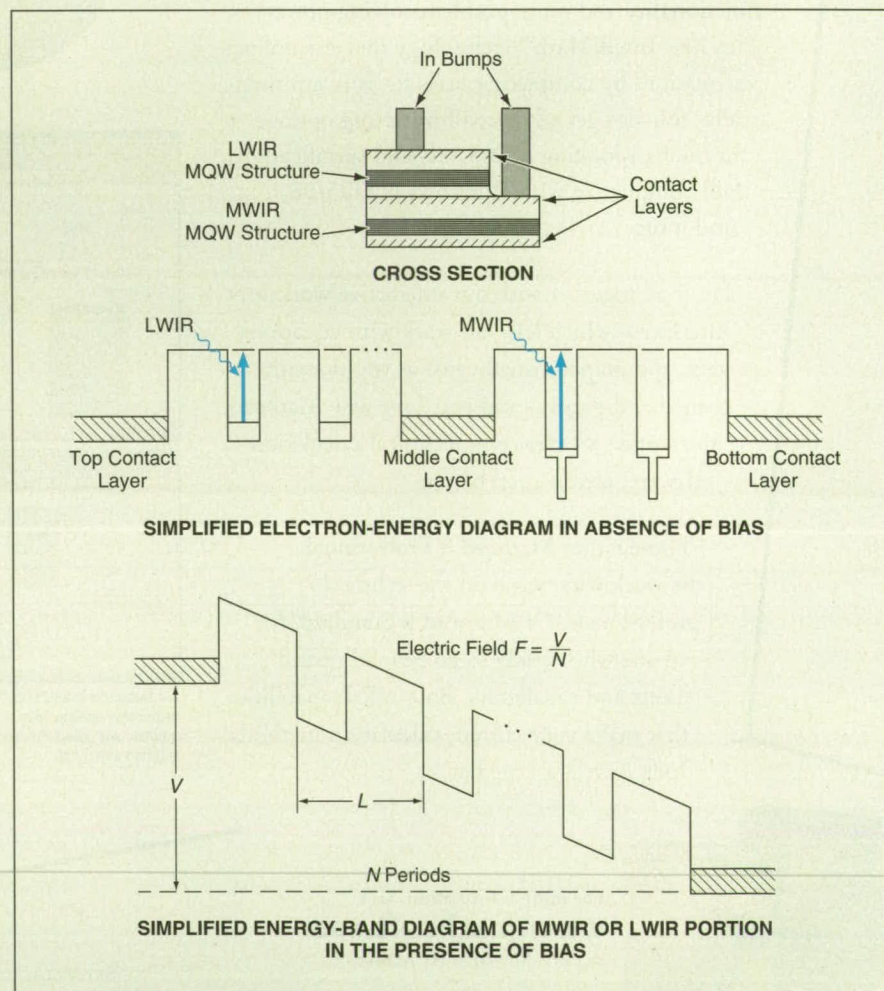 In Bumps
LWIR
MQW Structure
MWIR
MQW Structure
Contact
Layers
CROSS SECTION
LWIR
MWIR
Top Contact
Layer
Middle Contact
Layer
Bottom Contact
Layer
SIMPLIFIED ELECTRON-ENERGY DIAGRAM IN ABSENCE OF BIAS
Electric Field F = V/N
V
L
N Periods
SIMPLIFIED ENERGY-BAND DIAGRAM OF MWIR OR LWIR PORTION
IN THE PRESENCE OF BIAS